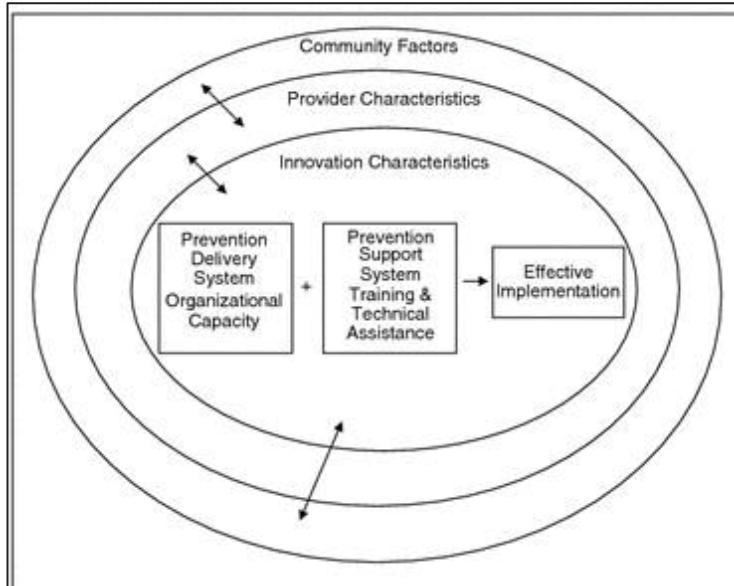 Community Factors
Provider Characteristics
Innovation Characteristics
Prevention
Delivery
System
Organizational
Capacity
+
Prevention
Support
System
Training &
Technical
Assistance
Effective
Implementation